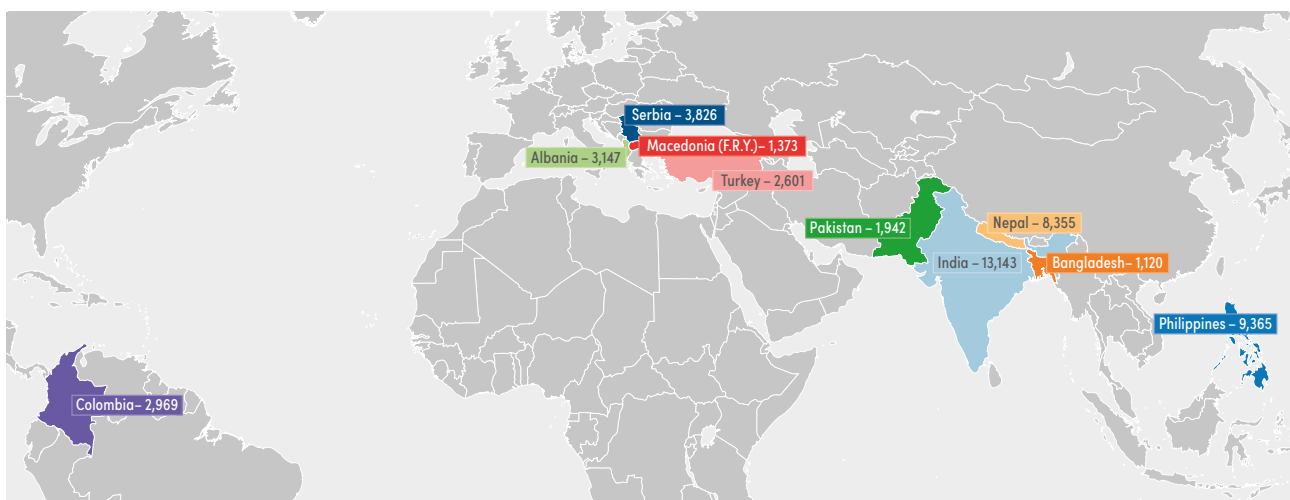 Serbia – 3,826
Macedonia (F.R.Y.)– 1,373
Albania – 3,147
Turkey – 2,601
Pakistan – 1,942
Nepal – 8,355
India – 13,143
Bangladesh– 1,120
Philippines – 9,365
Colombia– 2,969